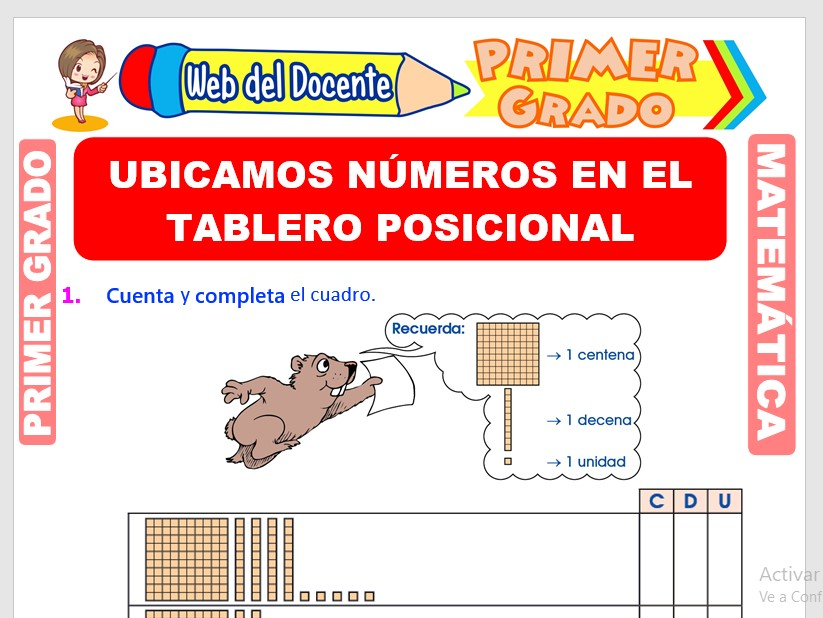 Web del Docente
PRIMER
GRADO
UBICAMOS NÚMEROS EN EL
TABLERO POSICIONAL
PRIMER GRADO
MATEMÁTICA
1. Cuenta y completa el cuadro.
Recuerda:
→ 1 centena
→ 1 decena
→ 1 unidad
C D U
Activar
Ve a Conf